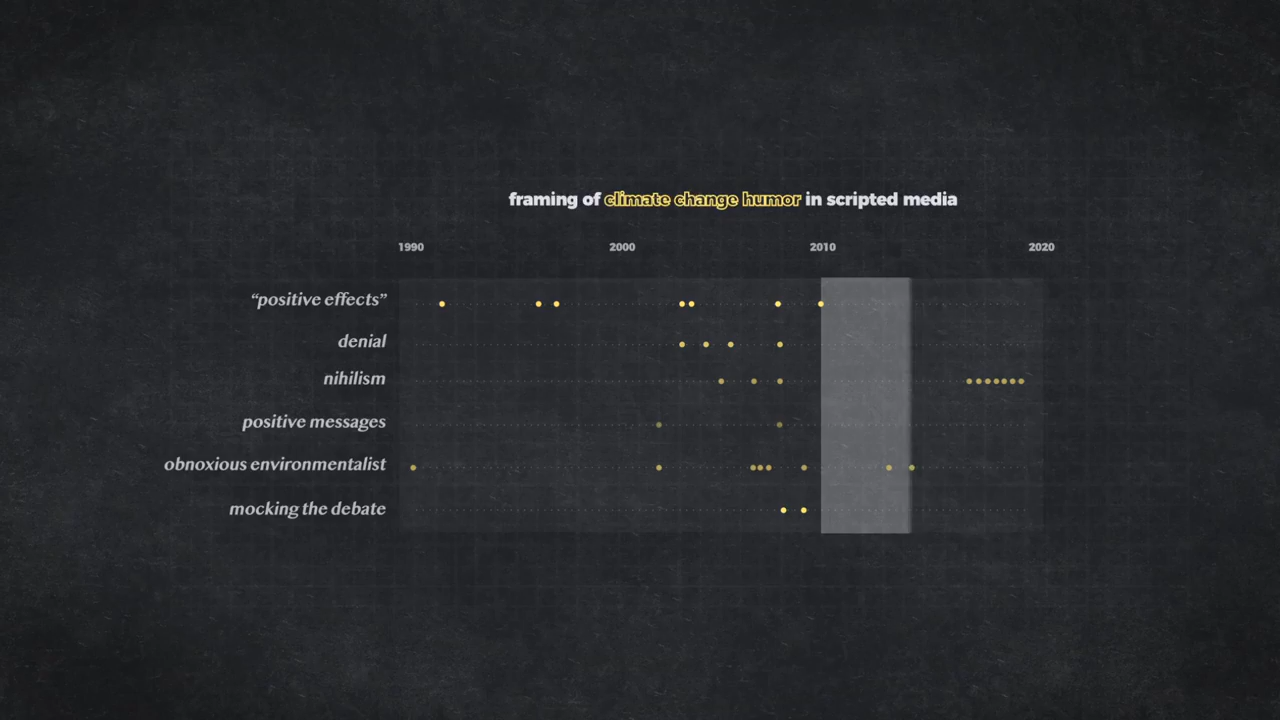 framing of climate change humor in scripted media
1990 2000 2010 2020
“positive effects”
denial
nihilism
positive messages
obnoxious environmentalist
mocking the debate